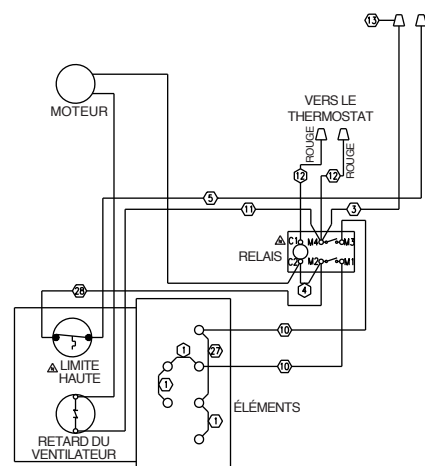 13
VERS LE
THERMOSTAT
MOTEUR
ROUGE
ROUGE
12
12
5
11
3
C1 M4 M3
RELAIS
C2 M2 M1
4
28
10
1
27
10
LIMITE
HAUTE
1
ÉLÉMENTS
1
RETARD DU
VENTILATEUR